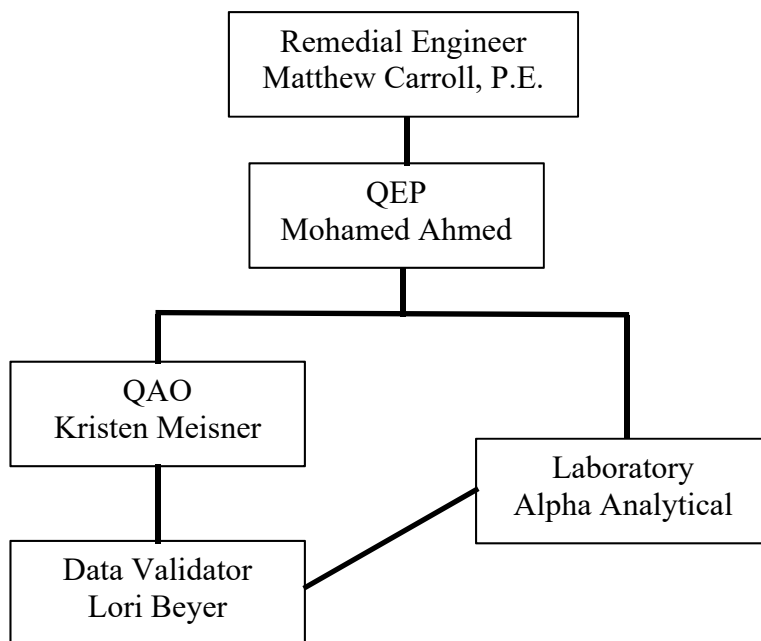 Remedial Engineer
Matthew Carroll, P.E.
QEP
Mohamed Ahmed
QAO
Kristen Meisner
Laboratory
Alpha Analytical
Data Validator
Lori Beyer